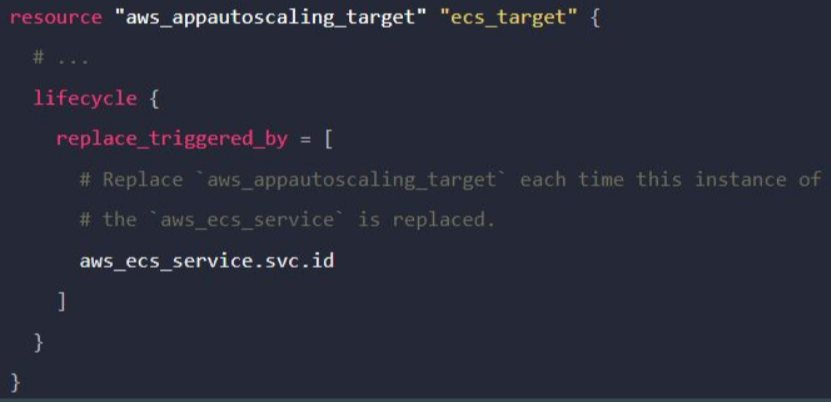 resource "aws_appautoscaling_target" "ecs_target" {
# ...
lifecycle {
replace_triggered_by = [
# Replace `aws_appautoscaling_target` each time this instance of
# the `aws_ecs_service` is replaced.
aws_ecs_service.svc.id
]
}
}